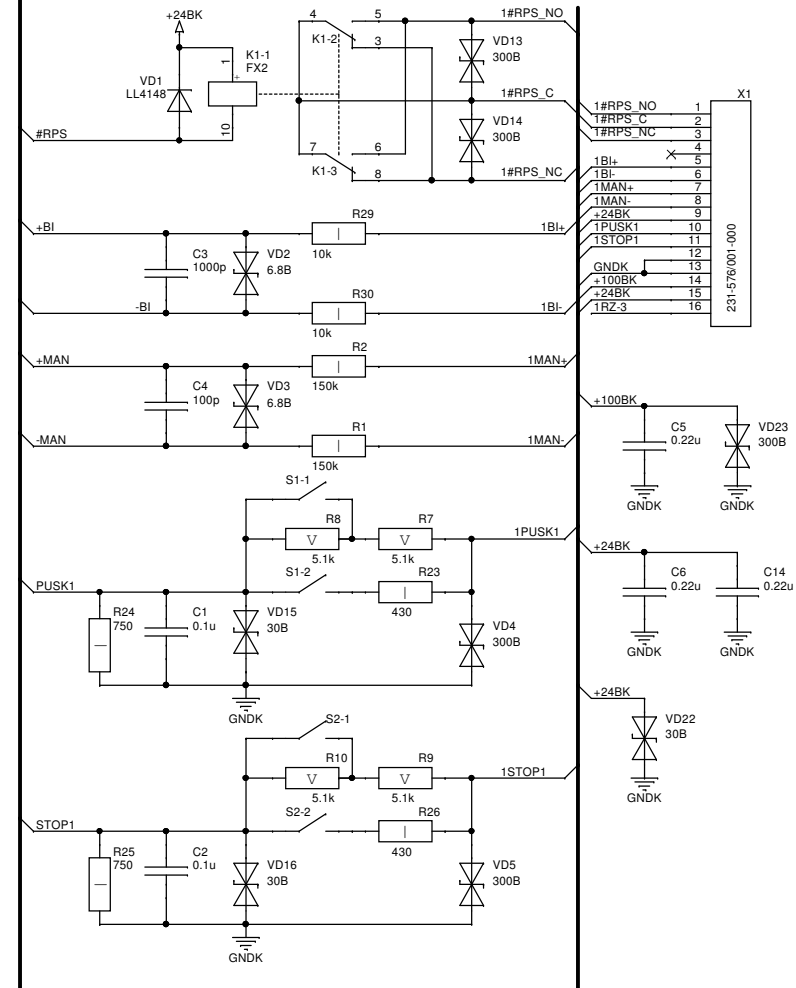 +24BK
4
5
1#RPS_NO
K1-2
3
VD13
300B
K1-1
FX2
1
+
VD1
LL4148
10
#RPS
1#RPS_C
VD14
300B
7
6
K1-3
8
1#RPS_NC
X1
1#RPS_NO 1
1#RPS_C 2
1#RPS_NC 3
4
1BI+ 5
1BI- 6
1MAN+ 7
1MAN- 8
+24BK 9
1PUSK1 10
1STOP1 11
12
GNDK 13
+100BK 14
+24BK 15
1RZ-3 16
231-576/001-000
+BI
R29
10k
1BI+
C3
1000p
VD2
6.8B
-BI
R30
10k
1BI-
+MAN
R2
150k
1MAN+
C4
100p
VD3
6.8B
-MAN
R1
150k
1MAN-
+100BK
C5
0.22u
VD23
300B
GNDK
GNDK
S1-1
R8
V
5.1k
R7
V
5.1k
1PUSK1
S1-2
R23
430
PUSK1
R24
750
C1
0.1u
VD15
30B
VD4
300B
GNDK
+24BK
C6
0.22u
C14
0.22u
GNDK
GNDK
+24BK
VD22
30B
GNDK
S2-1
R10
V
5.1k
R9
V
5.1k
1STOP1
S2-2
R26
430
STOP1
R25
750
C2
0.1u
VD16
30B
VD5
300B
GNDK